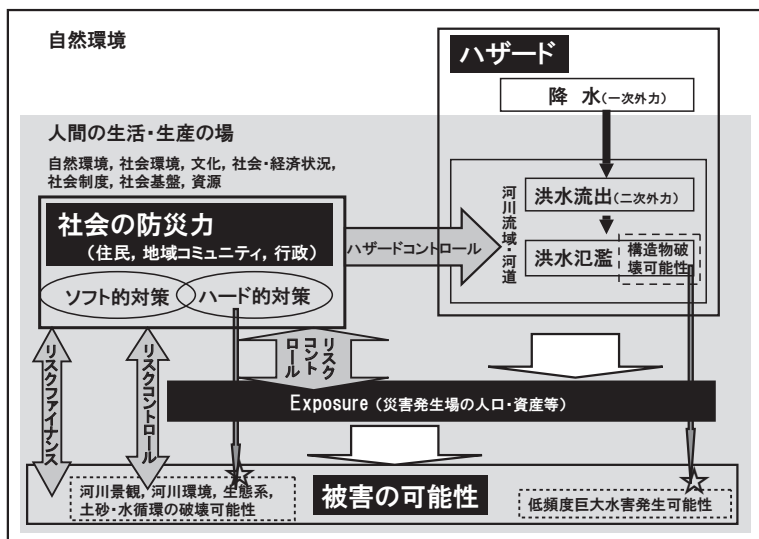 自然環境
ハザード
降 水(一次外力)
人間の生活・生産の場
自然環境, 社会環境, 文化, 社会・経済状況,
社会制度, 社会基盤, 資源
社会の防災力
(住民, 地域コミュニティ, 行政)
ソフト的対策
ハード的対策
ハザードコントロール
河川流域・河道
洪水流出(二次外力)
洪水氾濫
構造物破
壊可能性
リスクファイナンス
リスクコントロール
リスク
コント
ロール
Exposure (災害発生場の人口・資産等)
河川景観, 河川環境, 生態系,
土砂・水循環の破壊可能性
被害の可能性
低頻度巨大水害発生可能性